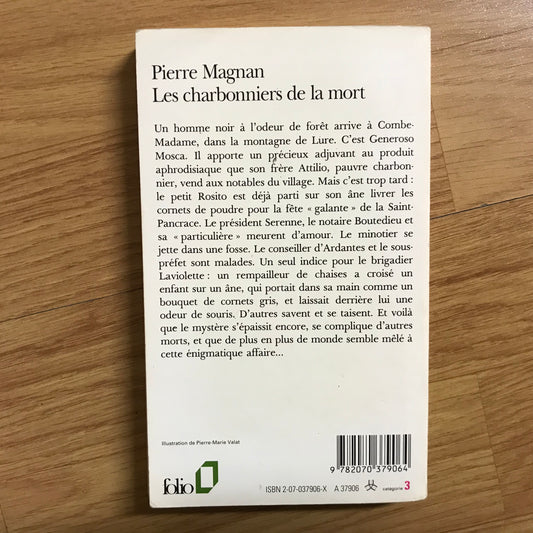 Pierre Magnan
Les charbonniers de la mort
Un homme noir à l'odeur de forêt arrive à Combe-
Madame, dans la montagne de Lure. C'est Generoso
Mosca. Il apporte un précieux adjuvant au produit
aphrodisiaque que son frère Attilio, pauvre charbon-
nier, vend aux notables du village. Mais c'est trop tard :
le petit Rosito est déjà parti sur son âne livrer les
cornets de poudre pour la fête « galante » de la Saint-
Pancrace. Le président Serenne, le notaire Boutedieu et
sa « particulière » meurent d'amour. Le minotier se
jette dans une fosse. Le conseiller d'Ardantes et le sous-
préfet sont malades. Un seul indice pour le brigadier
Laviolette : un rempailleur de chaises a croisé un
enfant sur un âne, qui portait dans sa main comme un
bouquet de cornets gris, et laissait derrière lui une
odeur de souris. D'autres savent et se taisent. Et voilà
que le mystère s'épaissit encore, se complique d'autres
morts, et que de plus en plus de monde semble mêlé à
cette énigmatique affaire...
Illustration de Pierre-Marie Valat
9 782070 379064
folio
ISBN 2-07-037906-X A 37906 catégorie 3